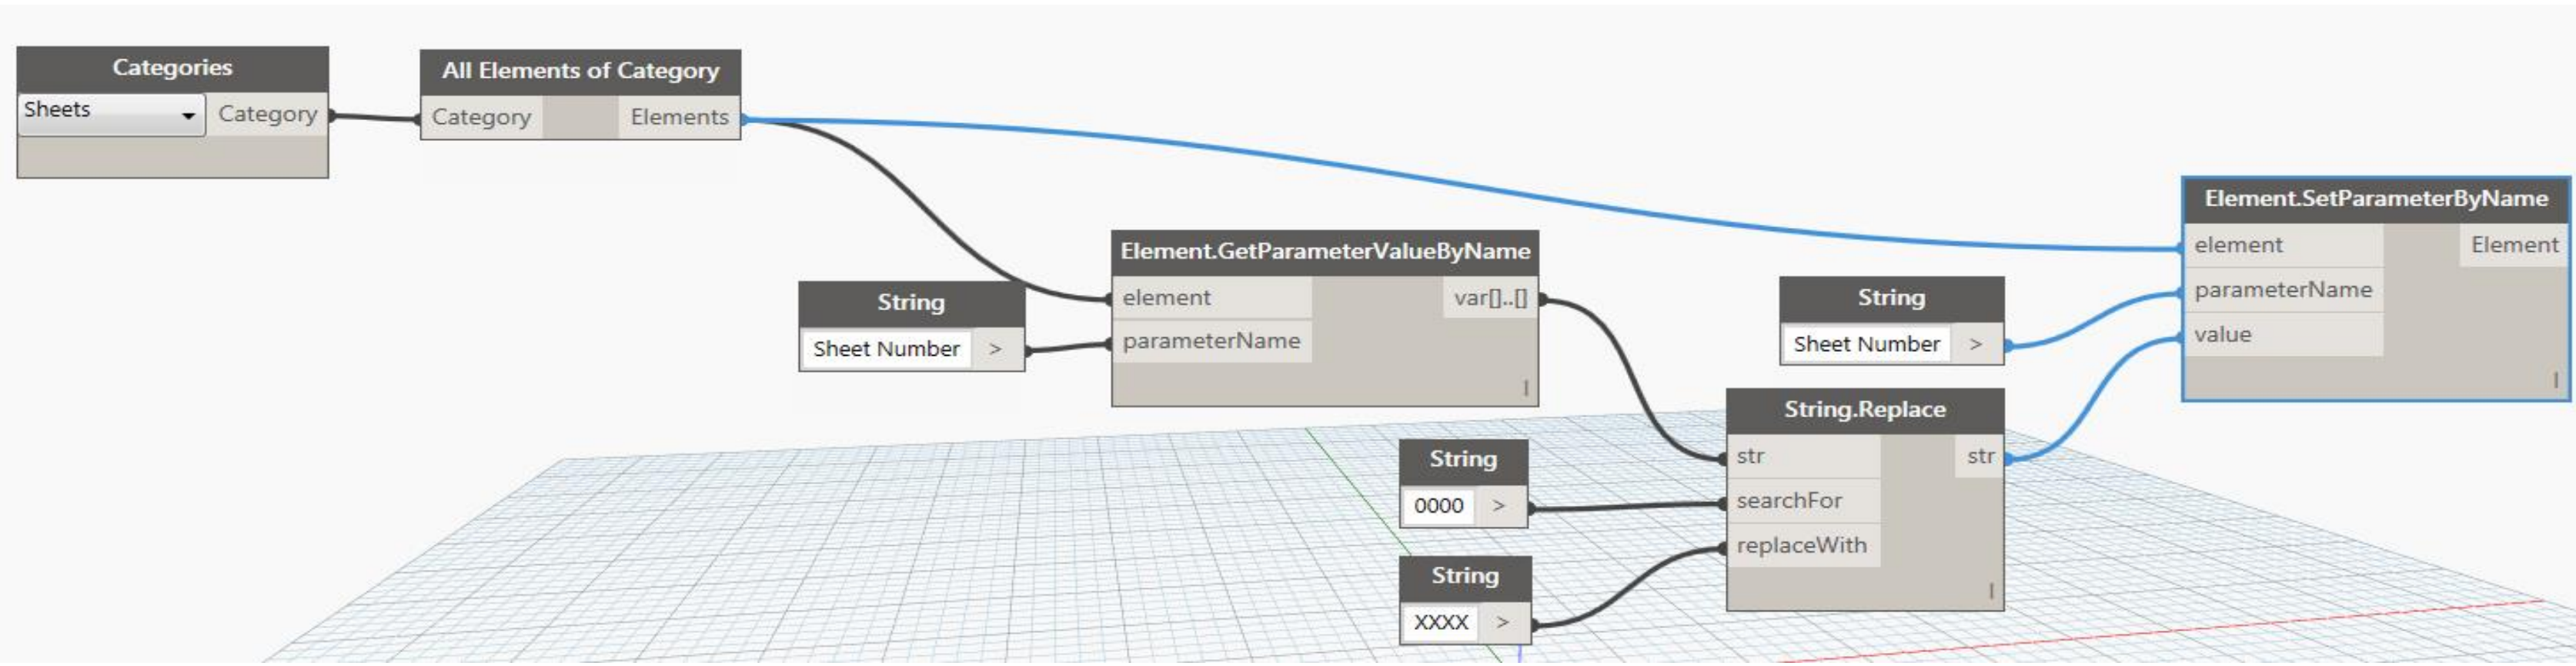 Categories
Sheets
Category
All Elements of Category
Category
Elements
String
Sheet Number
>
Element.GetParameterValueByName
element
var[]..[]
parameterName
l
String
0000
>
String
XXXX
>
String
Sheet Number
>
String.Replace
str
str
searchFor
replaceWith
l
Element.SetParameterByName
element
Element
parameterName
value
l